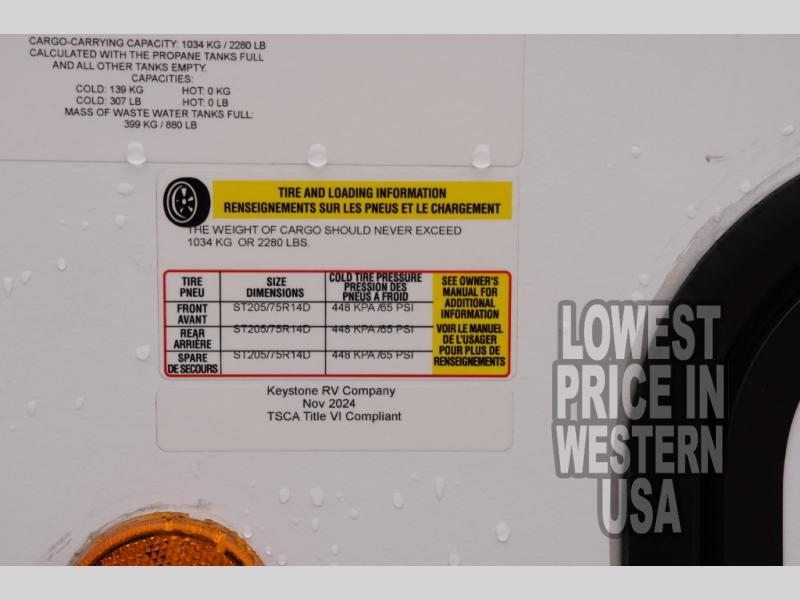 CARGO-CARRYING CAPACITY: 1034 KG / 2280 LB
CALCULATED WITH THE PROPANE TANKS FULL
AND ALL OTHER TANKS EMPTY.
CAPACITIES:
COLD: 139 KG HOT: 0 KG
COLD: 307 LB HOT: 0 LB
MASS OF WASTE WATER TANKS FULL:
399 KG / 880 LB
TIRE AND LOADING INFORMATION
RENSEIGNEMENTS SUR LES PNEUS ET LE CHARGEMENT
THE WEIGHT OF CARGO SHOULD NEVER EXCEED
1034 KG OR 2280 LBS.
TIRE
PNEU
SIZE
DIMENSIONS
COLD TIRE PRESSURE
PRESSION DES
PNEUS A FROID
SEE OWNER'S
MANUAL FOR
ADDITIONAL
INFORMATION
VOIR LE MANUEL
DE L'USAGER
POUR PLUS DE
RENSEIGNEMENTS
FRONT
AVANT
ST205/75R14D
448 KPA /65 PSI
REAR
ARRIÈRE
ST205/75R14D
448 KPA /65 PSI
SPARE
DE SECOURS
ST205/75R14D
448 KPA /65 PSI
Keystone RV Company
Nov 2024
TSCA Title VI Compliant
LOWEST
PRICE IN
WESTERN
USA